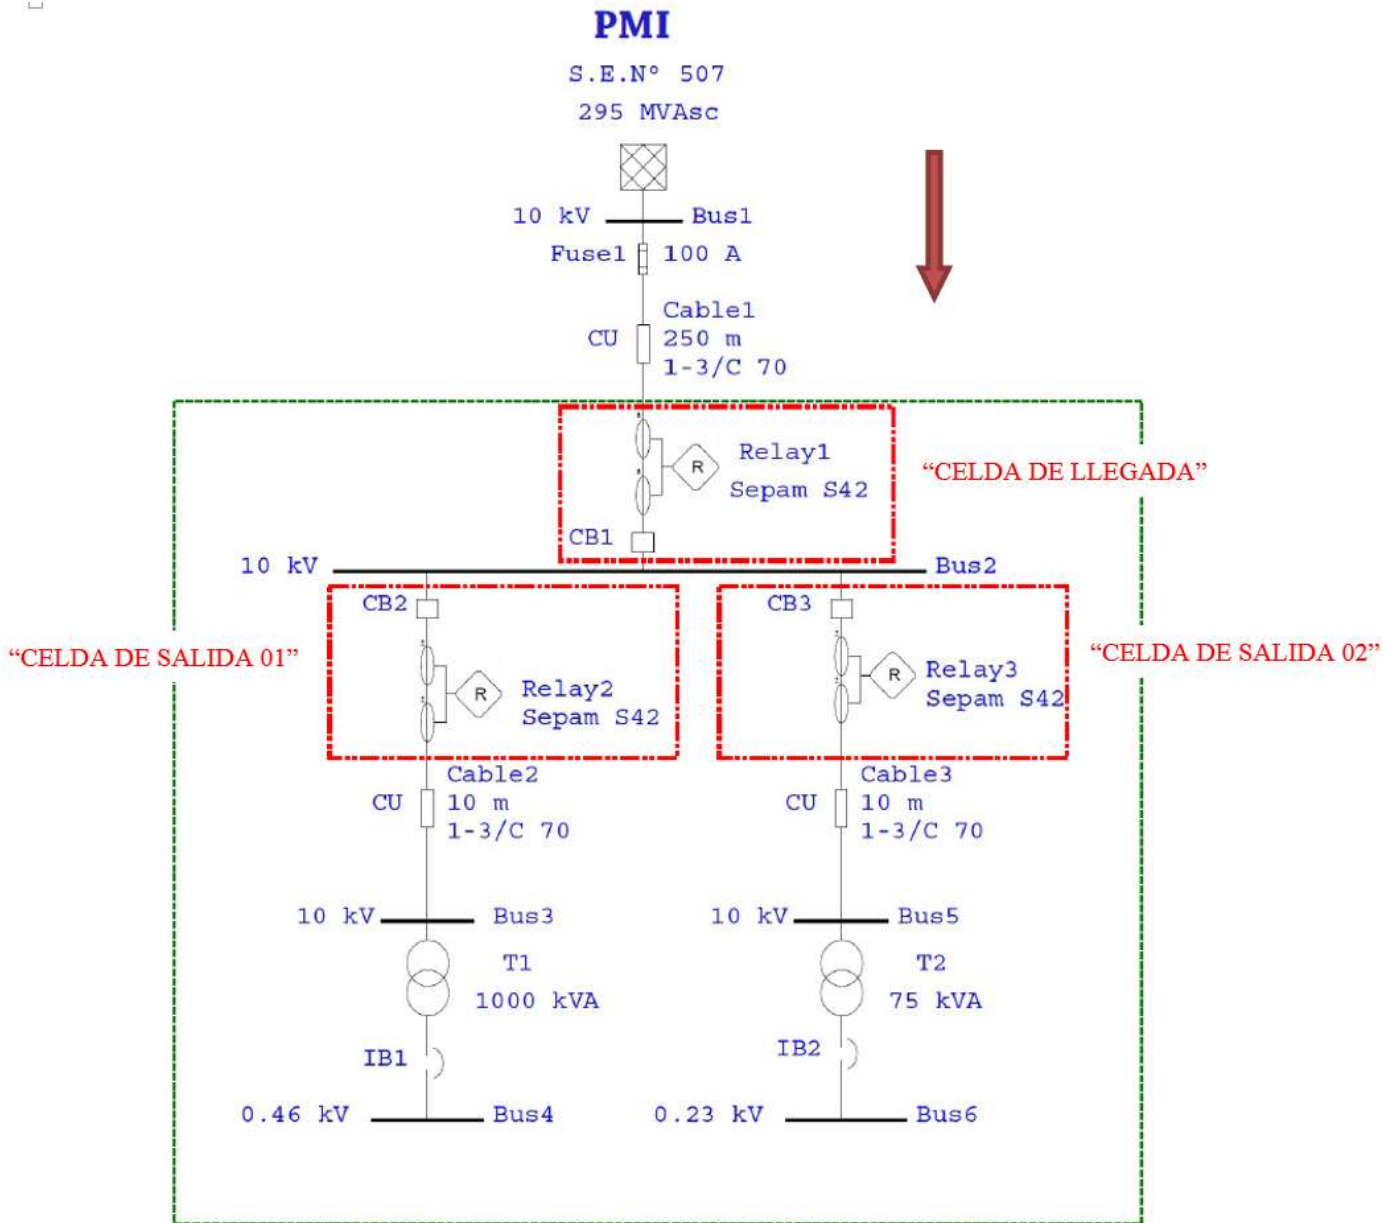 PMI
S.E.N° 507
295 MVAsc
10 kV
Bus1
Fuse1
100 A
Cable1
CU
250 m
1-3/C 70
R
Relay1
Sepam S42
"CELDA DE LLEGADA"
CB1
10 kV
Bus2
CB2
CB3
"CELDA DE SALIDA 01"
R
Relay2
Sepam S42
R
Relay3
Sepam S42
"CELDA DE SALIDA 02"
Cable2
CU
10 m
1-3/C 70
Cable3
CU
10 m
1-3/C 70
10 kV
Bus3
10 kV
Bus5
T1
1000 kVA
T2
75 kVA
IB1
IB2
0.46 kV
Bus4
0.23 kV
Bus6